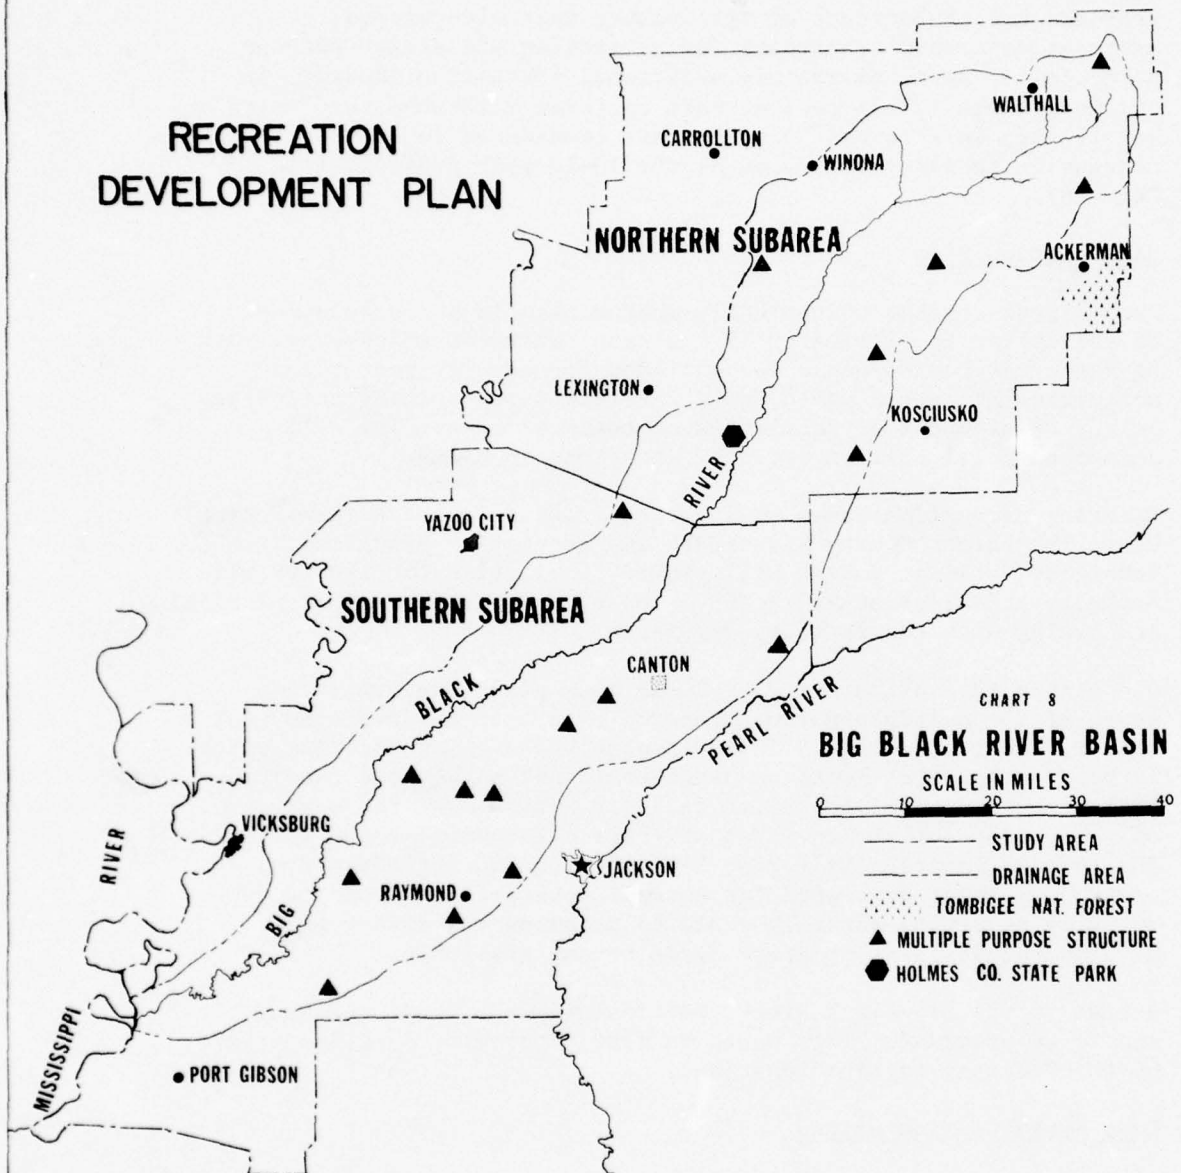 RECREATION
DEVELOPMENT PLAN
WALTHALL
CARROLLTON
WINONA
NORTHERN SUBAREA
ACKERMAN
LEXINGTON
KOSCIUSKO
RIVER
YAZOO CITY
SOUTHERN SUBAREA
CANTON
BLACK
PEARL RIVER
CHART 8
BIG BLACK RIVER BASIN
SCALE IN MILES
0 10 20 30 40
STUDY AREA
DRAINAGE AREA
TOMBIGEE NAT. FOREST
MULTIPLE PURPOSE STRUCTURE
HOLMES CO. STATE PARK
VICKSBURG
RIVER
JACKSON
RAYMOND
BIG
MISSISSIPPI
PORT GIBSON